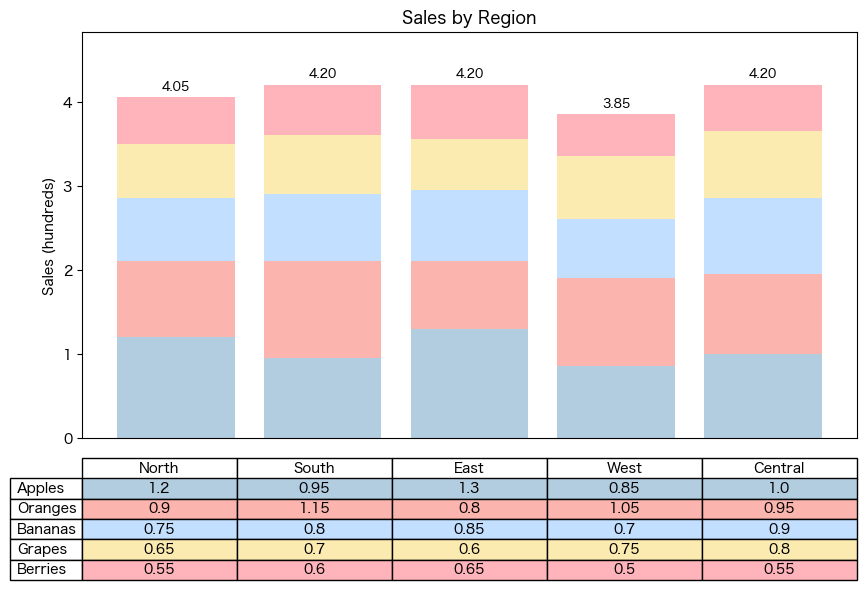 Sales by Region
4.05 4.20 4.20 3.85 4.20
Sales (hundreds)
4
3
2
1
0
North South East West Central
Apples 1.2 0.95 1.3 0.85 1.0
Oranges 0.9 1.15 0.8 1.05 0.95
Bananas 0.75 0.8 0.85 0.7 0.9
Grapes 0.65 0.7 0.6 0.75 0.8
Berries 0.55 0.6 0.65 0.5 0.55